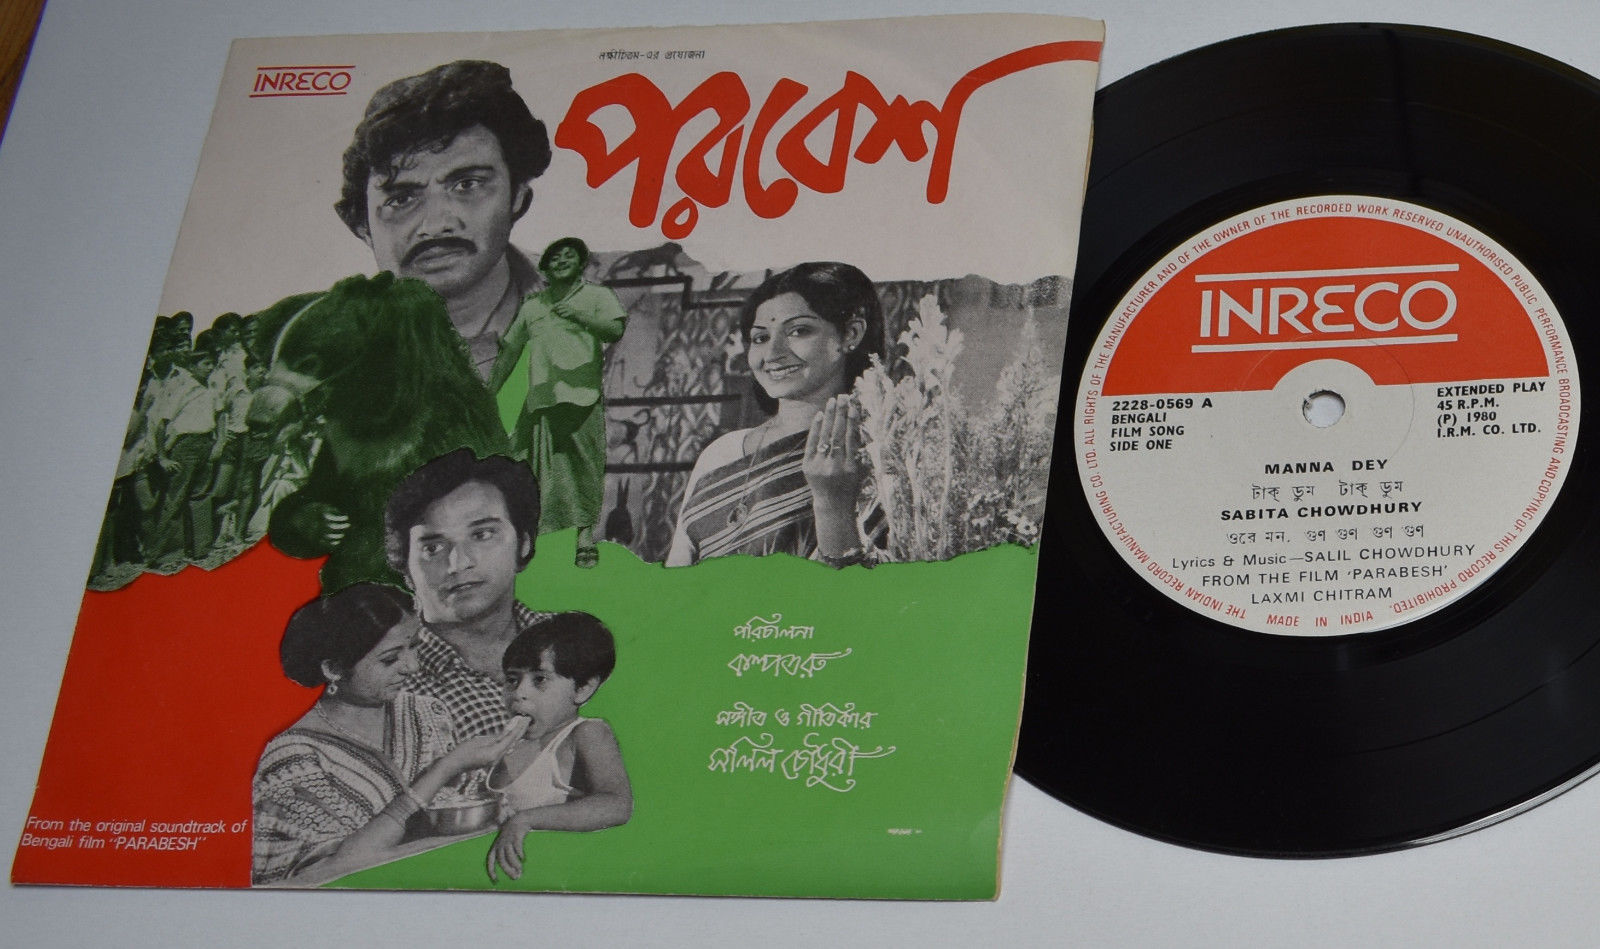 INRECO
লক্ষ্মীচিত্রম-এর প্রযোজনা
পরবেশ
পরিচালনা
কল্পতরু
সঙ্গীত ও গীতিকার
সলিল চৌধুরী
From the original soundtrack of
Bengali film "PARABESH"
INRECO
2228-0569 A
BENGALI
FILM SONG
SIDE ONE
EXTENDED PLAY
45 R.P.M.
(P) 1980
I.R.M. CO. LTD.
MANNA DEY
টাক্ ডুম টাক্ ডুম
SABITA CHOWDHURY
ওরে মন, গুণ গুণ গুণ গুণ
Lyrics & Music—SALIL CHOWDHURY
FROM THE FILM 'PARABESH'
LAXMI CHITRAM
THE INDIAN RECORD MANUFACTURING CO. LTD. ALL RIGHTS OF THE MANUFACTURER AND OF THE OWNER OF THE RECORDED WORK RESERVED UNAUTHORISED PUBLIC PERFORMANCE BROADCASTING AND COPYING OF THIS RECORD PROHIBITED.
MADE IN INDIA